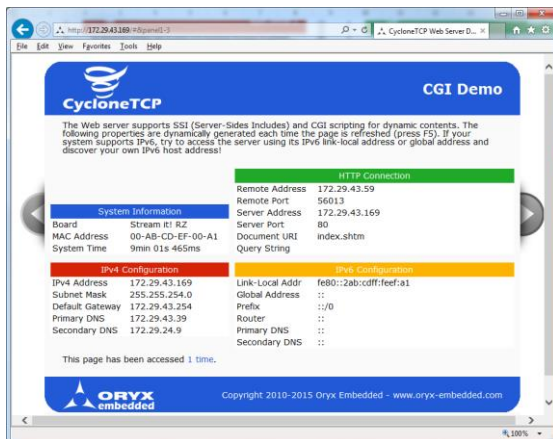 http://172.29.43.169/#&panel1-3
CycloneTCP Web Server D...
File Edit View Favorites Tools Help
CycloneTCP
CGI Demo
The Web server supports SSI (Server-Sides Includes) and CGI scripting for dynamic contents. The
following properties are dynamically generated each time the page is refreshed (press F5). If your
system supports IPv6, try to access the server using its IPv6 link-local address or global address and
discover your own IPv6 host address!
HTTP Connection
Remote Address 172.29.43.59
Remote Port 56013
Server Address 172.29.43.169
Server Port 80
Document URI index.shtm
Query String
System Information
Board Stream it! RZ
MAC Address 00-AB-CD-EF-00-A1
System Time 9min 01s 465ms
IPv4 Configuration
IPv4 Address 172.29.43.169
Subnet Mask 255.255.254.0
Default Gateway 172.29.43.254
Primary DNS 172.29.43.39
Secondary DNS 172.29.24.9
IPv6 Configuration
Link-Local Addr fe80::2ab:cdff:feef:a1
Global Address ::
Prefix ::/0
Router ::
Primary DNS ::
Secondary DNS ::
This page has been accessed 1 time.
ORYX
embedded
Copyright 2010-2015 Oryx Embedded - www.oryx-embedded.com
100%